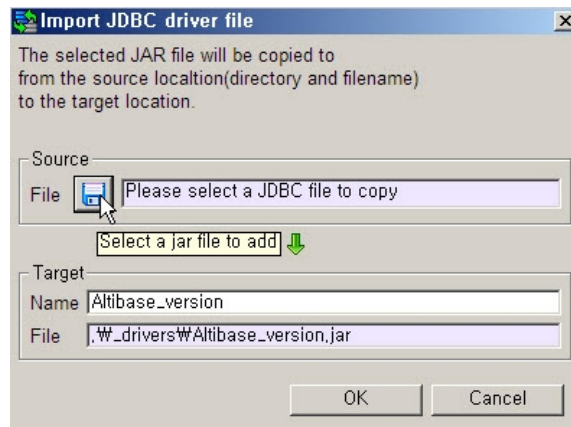 Import JDBC driver file
The selected JAR file will be copied to
from the source localtion(directory and filename)
to the target location.
Source
File Please select a JDBC file to copy
Select a jar file to add
Target
Name Altibase_version
File .₩_drivers₩Altibase_version.jar
OK Cancel